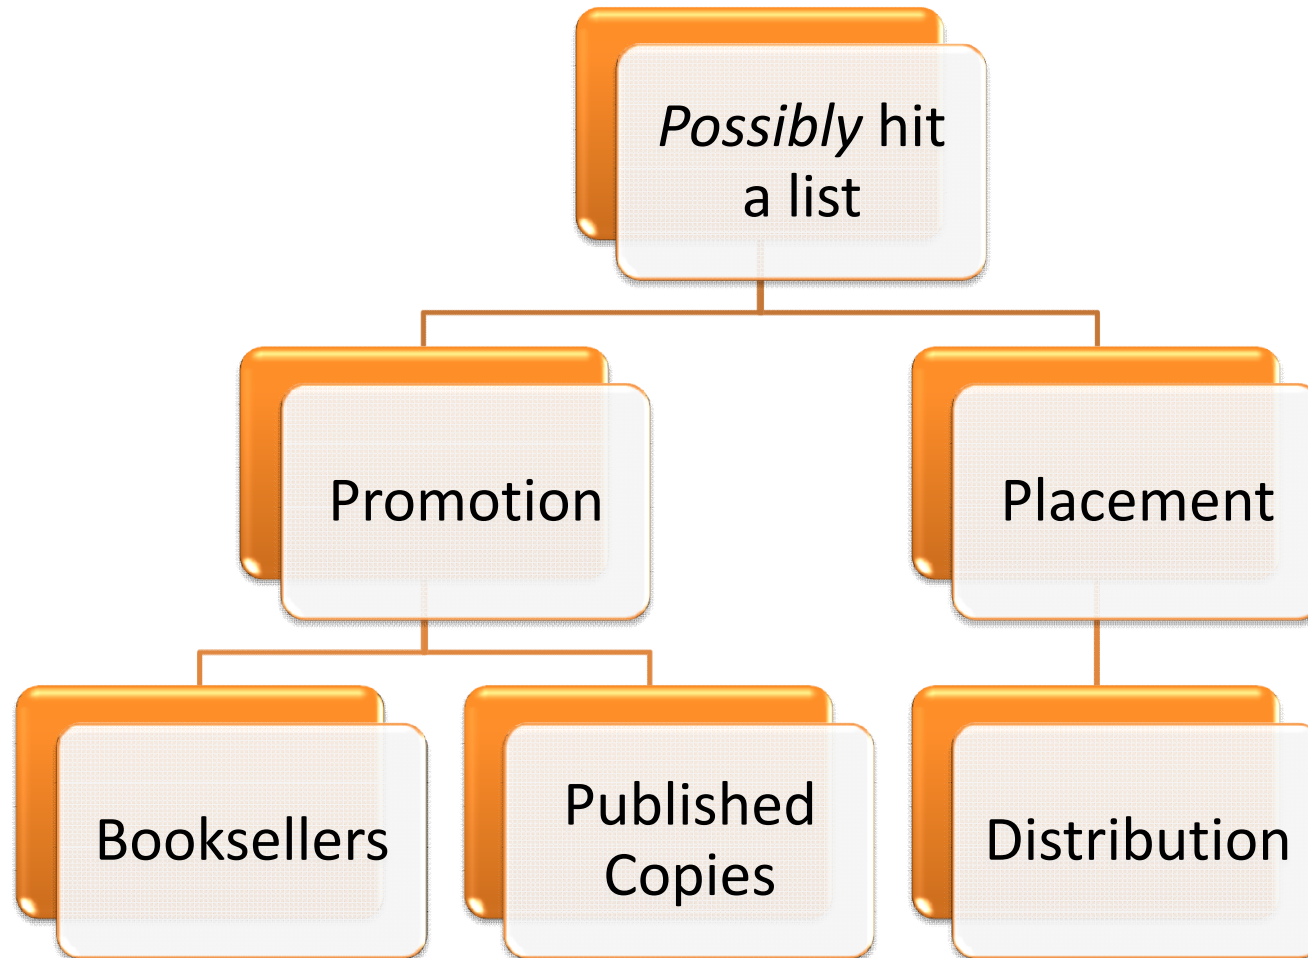 Possibly hit
a list
Promotion
Placement
Booksellers
Published
Copies
Distribution